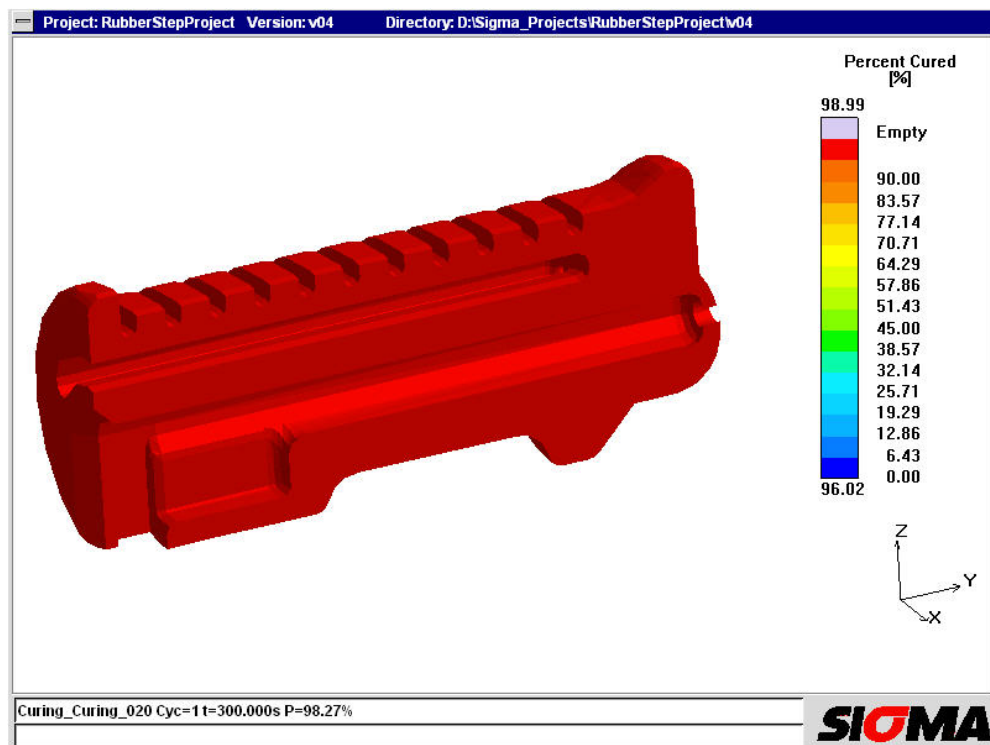 Project: RubberStepProject Version: v04 Directory: D:\Sigma_Projects\RubberStepProject\v04
Percent Cured
[%]
98.99
Empty
90.00
83.57
77.14
70.71
64.29
57.86
51.43
45.00
38.57
32.14
25.71
19.29
12.86
6.43
0.00
96.02
Z
Y
X
Curing_Curing_020 Cyc=1 t=300.000s P=98.27%
SIGMA